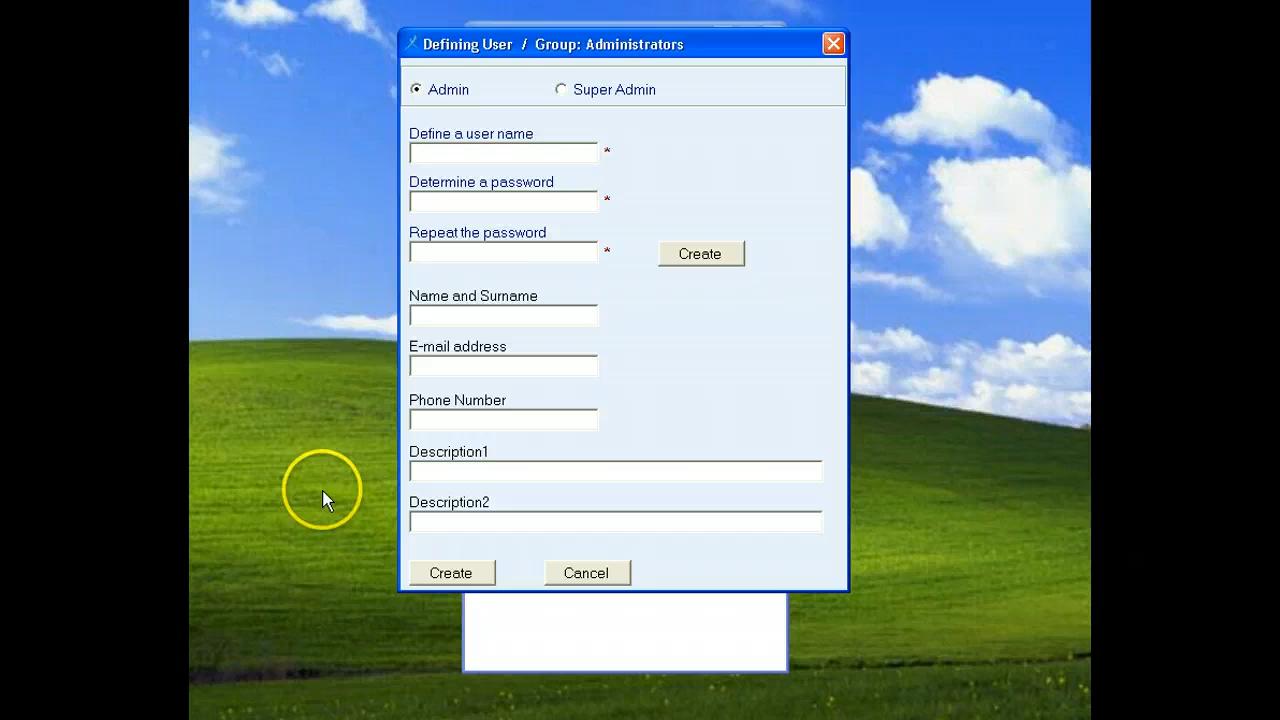 Defining User / Group: Administrators
Admin Super Admin
Define a user name
*
Determine a password
*
Repeat the password
* Create
Name and Surname
E-mail address
Phone Number
Description1
Description2
Create Cancel